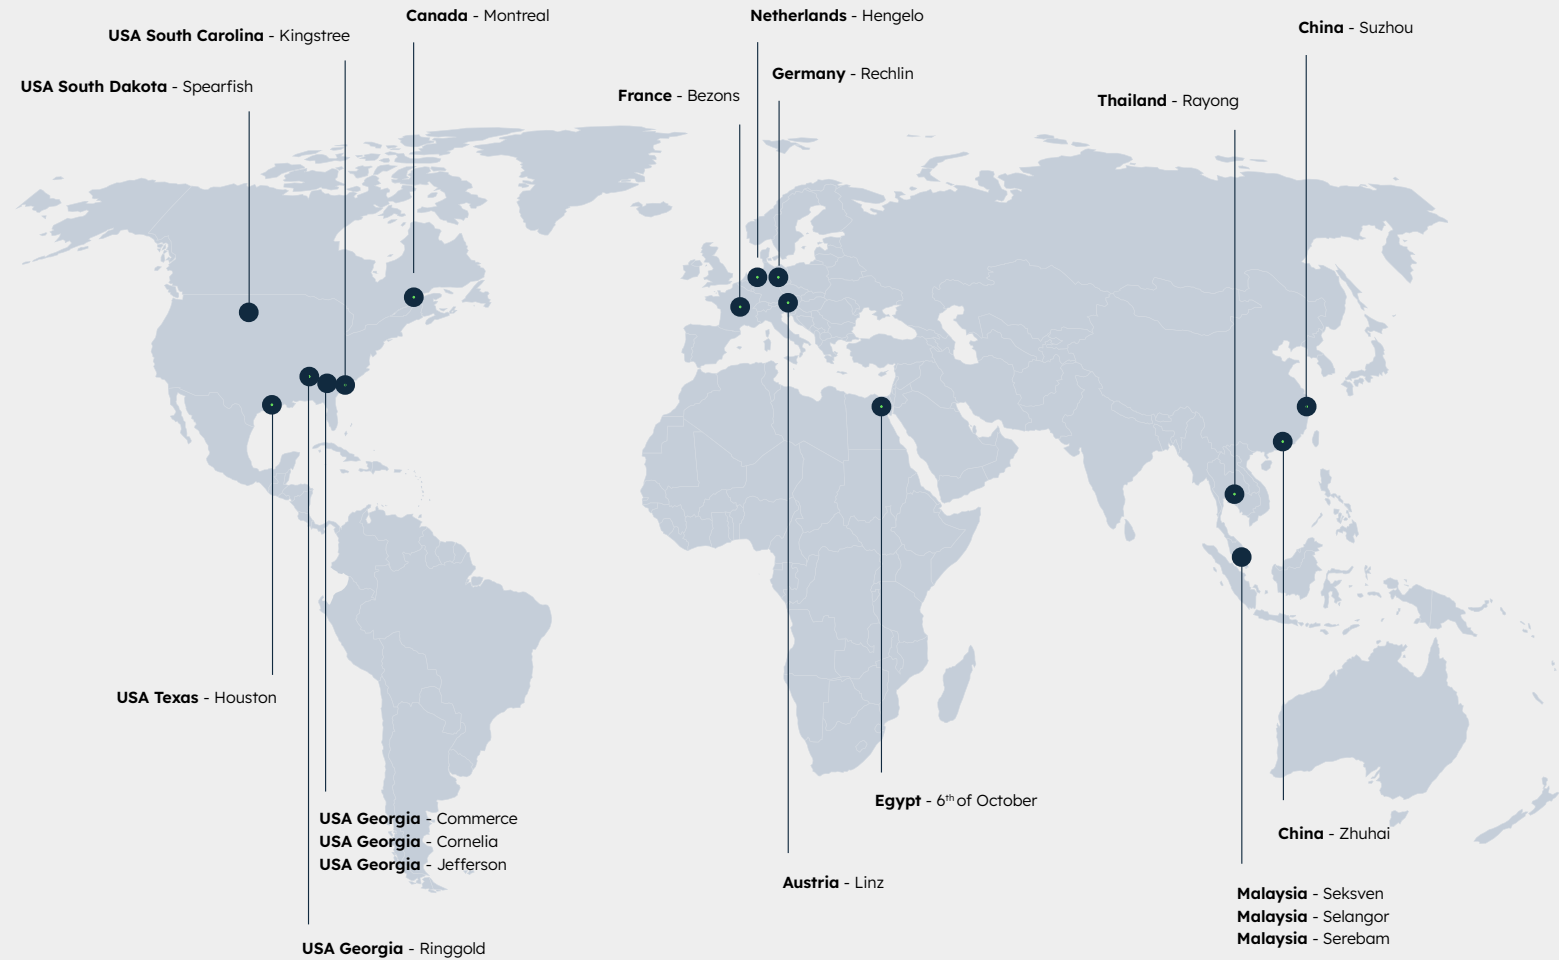 Canada - Montreal
Netherlands - Hengelo
China - Suzhou
USA South Carolina - Kingstree
Germany - Rechlin
USA South Dakota - Spearfish
France - Bezons
Thailand - Rayong
USA Texas - Houston
Egypt - 6th of October
USA Georgia - Commerce
USA Georgia - Cornelia
USA Georgia - Jefferson
China - Zhuhai
Austria - Linz
Malaysia - Seksven
Malaysia - Selangor
Malaysia - Serebam
USA Georgia - Ringgold